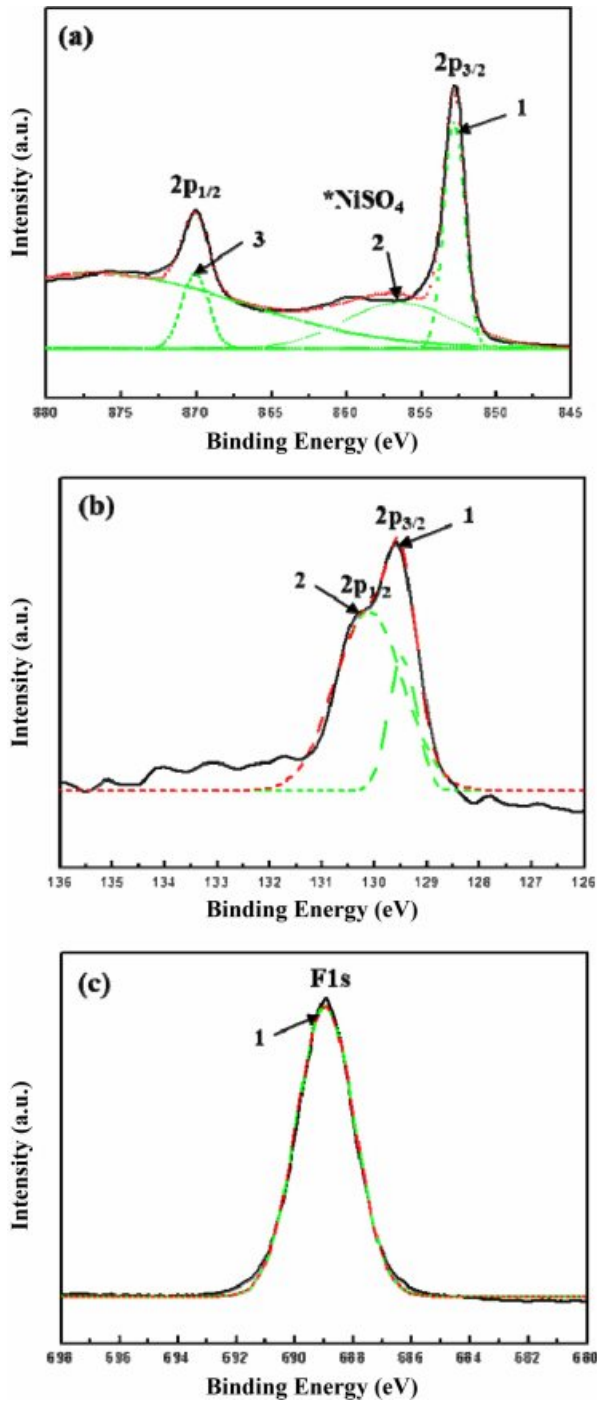 (a)
2p3/2
1
2p1/2
*NiSO4
3
2
Intensity (a.u.)
880 875 870 865 860 855 850 845
Binding Energy (eV)
(b)
2p3/2
1
2
2p1/2
Intensity (a.u.)
136 135 134 133 132 131 130 129 128 127 126
Binding Energy (eV)
(c)
F1s
1
Intensity (a.u.)
698 696 694 692 690 688 686 684 682 680
Binding Energy (eV)